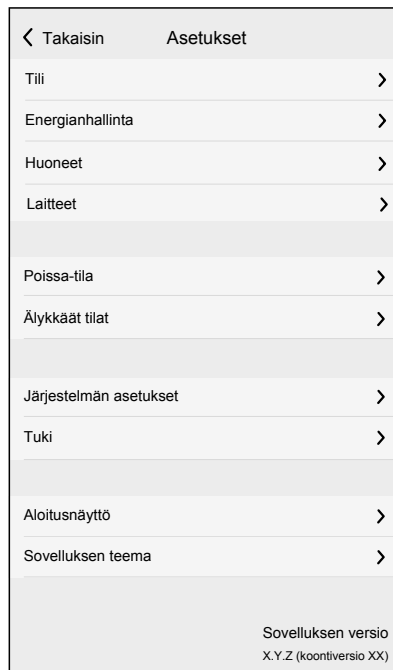 Takaisin Asetukset
Tili
Energianhallinta
Huoneet
Laitteet
Poissa-tila
Älykkäät tilat
Järjestelmän asetukset
Tuki
Aloitusnäyttö
Sovelluksen teema
Sovelluksen versio
X.Y.Z (koontiversio XX)